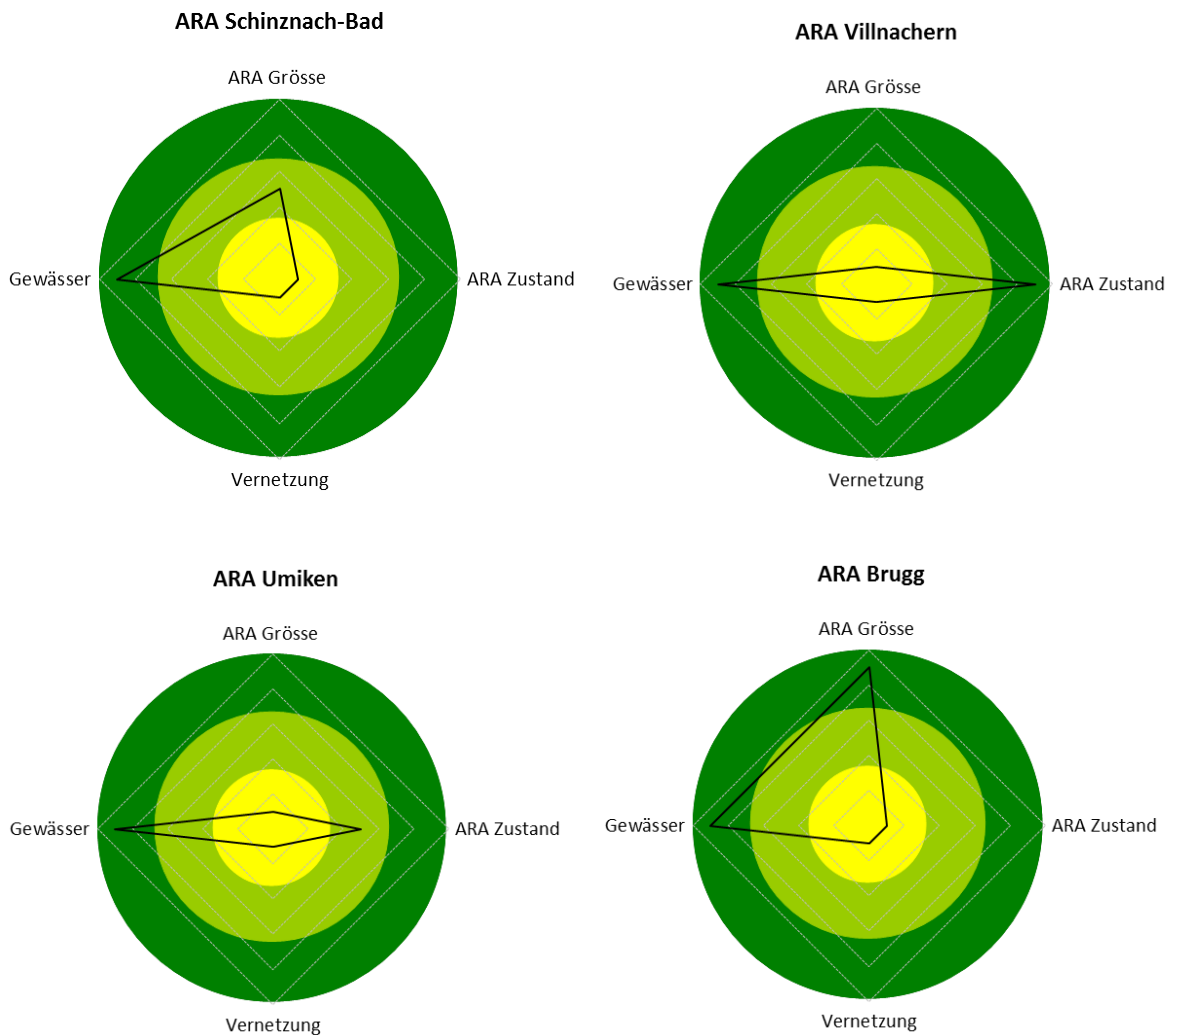 ARA Schinznach-Bad
ARA Grösse
Gewässer
ARA Zustand
Vernetzung
ARA Villnachern
ARA Grösse
Gewässer
ARA Zustand
Vernetzung
ARA Umiken
ARA Grösse
Gewässer
ARA Zustand
Vernetzung
ARA Brugg
ARA Grösse
Gewässer
ARA Zustand
Vernetzung